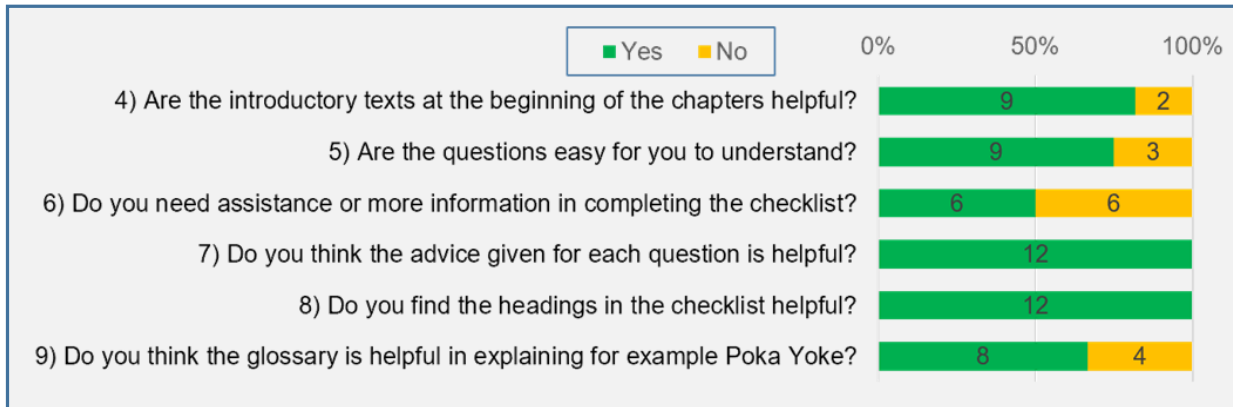 Yes No 0% 50% 100%
4) Are the introductory texts at the beginning of the chapters helpful? 9 2
5) Are the questions easy for you to understand? 9 3
6) Do you need assistance or more information in completing the checklist? 6 6
7) Do you think the advice given for each question is helpful? 12
8) Do you find the headings in the checklist helpful? 12
9) Do you think the glossary is helpful in explaining for example Poka Yoke? 8 4